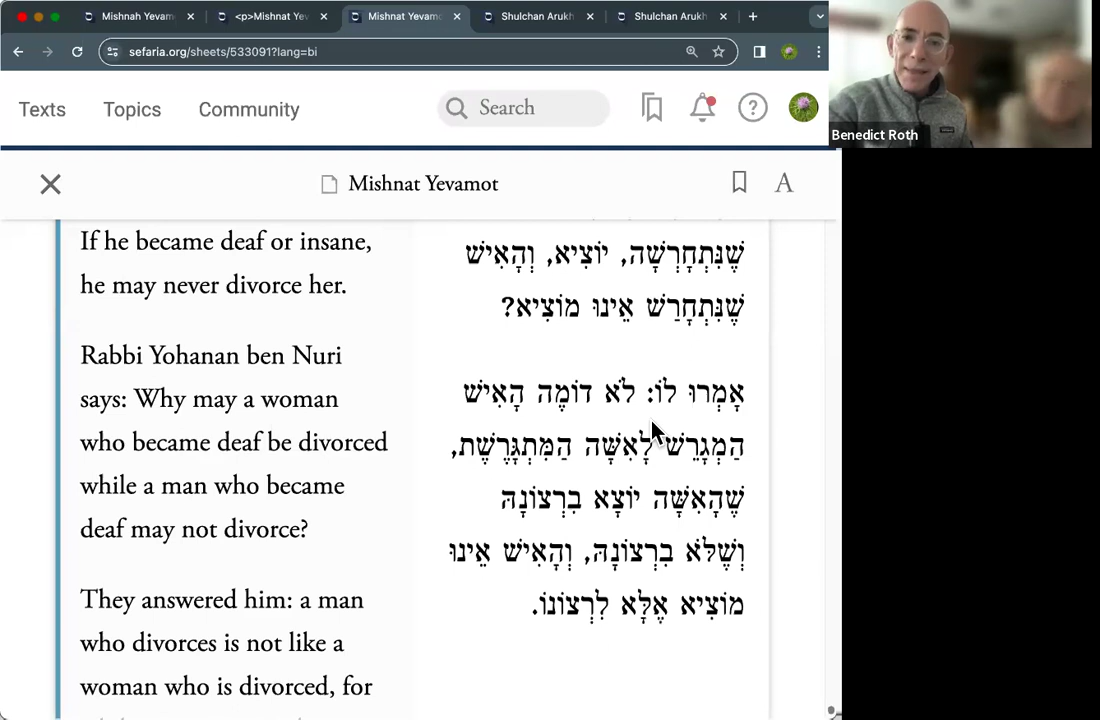 Mishnah Yevam
<p>Mishnat Yev
Mishnat Yevamo
Shulchan Arukh
Shulchan Arukh
sefaria.org/sheets/533091?lang=bi
Texts
Topics
Community
Search
Benedict Roth
Mishnat Yevamot
A
If he became deaf or insane,
he may never divorce her.
Rabbi Yohanan ben Nuri
says: Why may a woman
who became deaf be divorced
while a man who became
deaf may not divorce?
They answered him: a man
who divorces is not like a
woman who is divorced, for
שֶׁנִּתְחָרְשָׁה, יוֹצִיא, וְהָאִישׁ
שֶׁנִּתְחָרַשׁ אֵינוּ מוֹצִיא?
אָמְרוּ לוֹ: לֹא דוֹמֶה הָאִישׁ
הַמְגָרֵשׁ לָאִשָּׁה הַמִּתְגָּרֶשֶׁת,
שֶׁהָאִשָּׁה יוֹצָא בִרְצוֹנָהּ
וְשֶׁלֹּא בִרְצוֹנָהּ, וְהָאִישׁ אֵינוּ
מוֹצִיא אֶלָּא לִרְצוֹנוֹ.